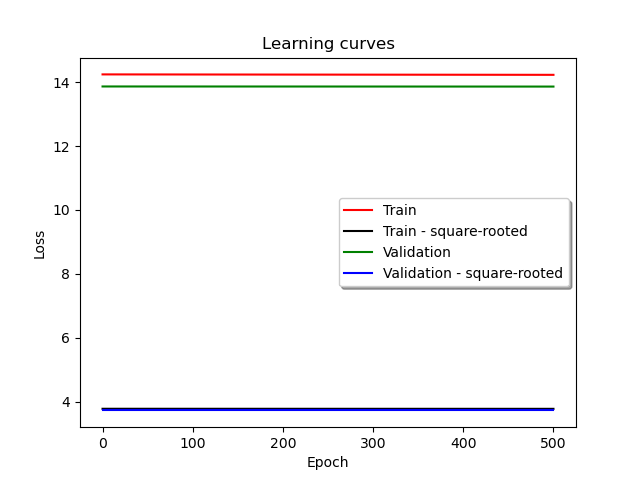 Learning curves
Loss
14
12
10
8
6
4
Train
Train - square-rooted
Validation
Validation - square-rooted
0 100 200 300 400 500
Epoch